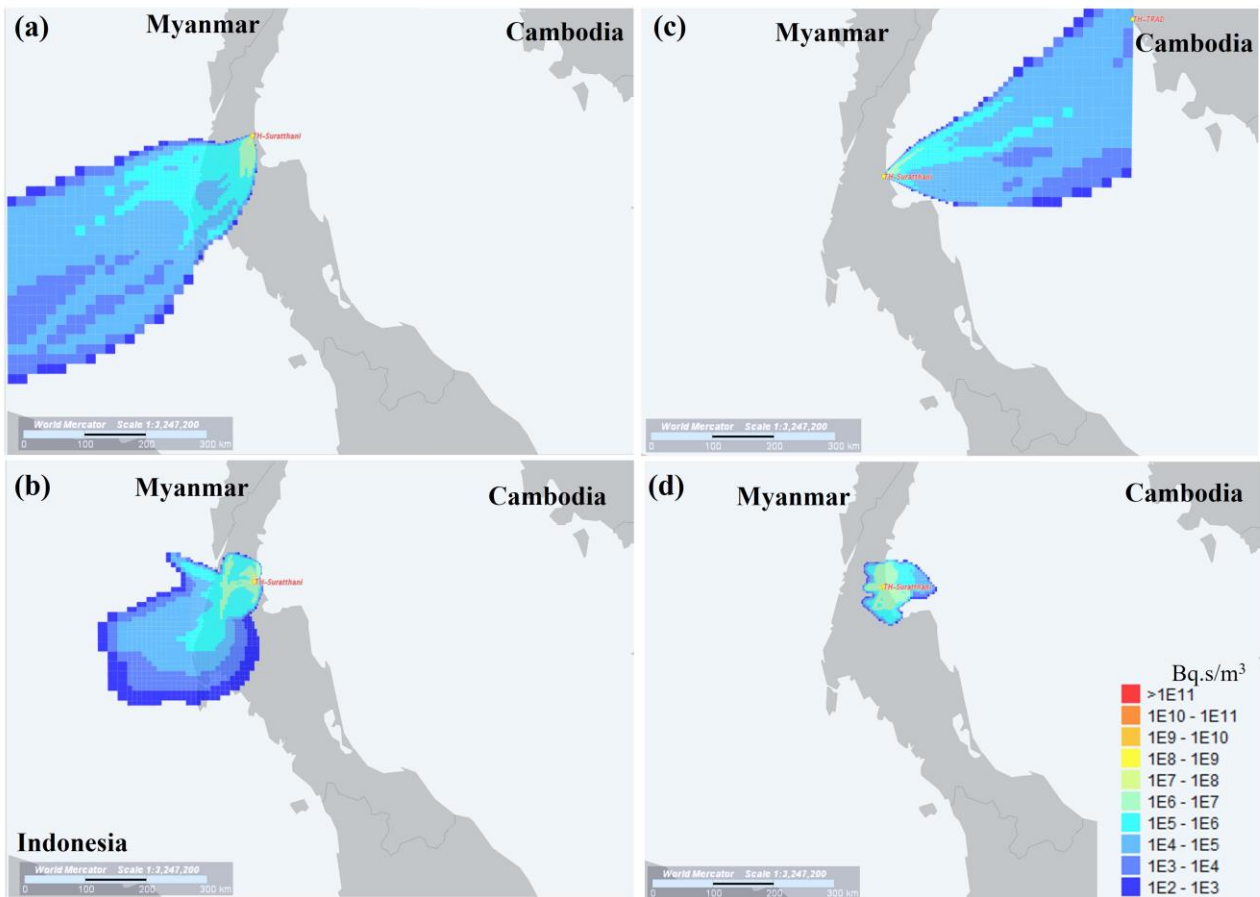 (a)
Myanmar
Cambodia
TH-Suratthani
World Mercator Scale 1:3,247,200
0 100 200 300 km
(c)
Myanmar
TH-TRAD
Cambodia
TH-Suratthani
World Mercator Scale 1:3,247,200
0 100 200 300 km
(b)
Myanmar
Cambodia
TH-Suratthani
Indonesia
World Mercator Scale 1:3,247,200
0 100 200 300 km
(d)
Myanmar
Cambodia
TH-Suratthani
World Mercator Scale 1:3,247,200
0 100 200 300 km
Bq.s/m³
>1E11
1E10 - 1E11
1E9 - 1E10
1E8 - 1E9
1E7 - 1E8
1E6 - 1E7
1E5 - 1E6
1E4 - 1E5
1E3 - 1E4
1E2 - 1E3